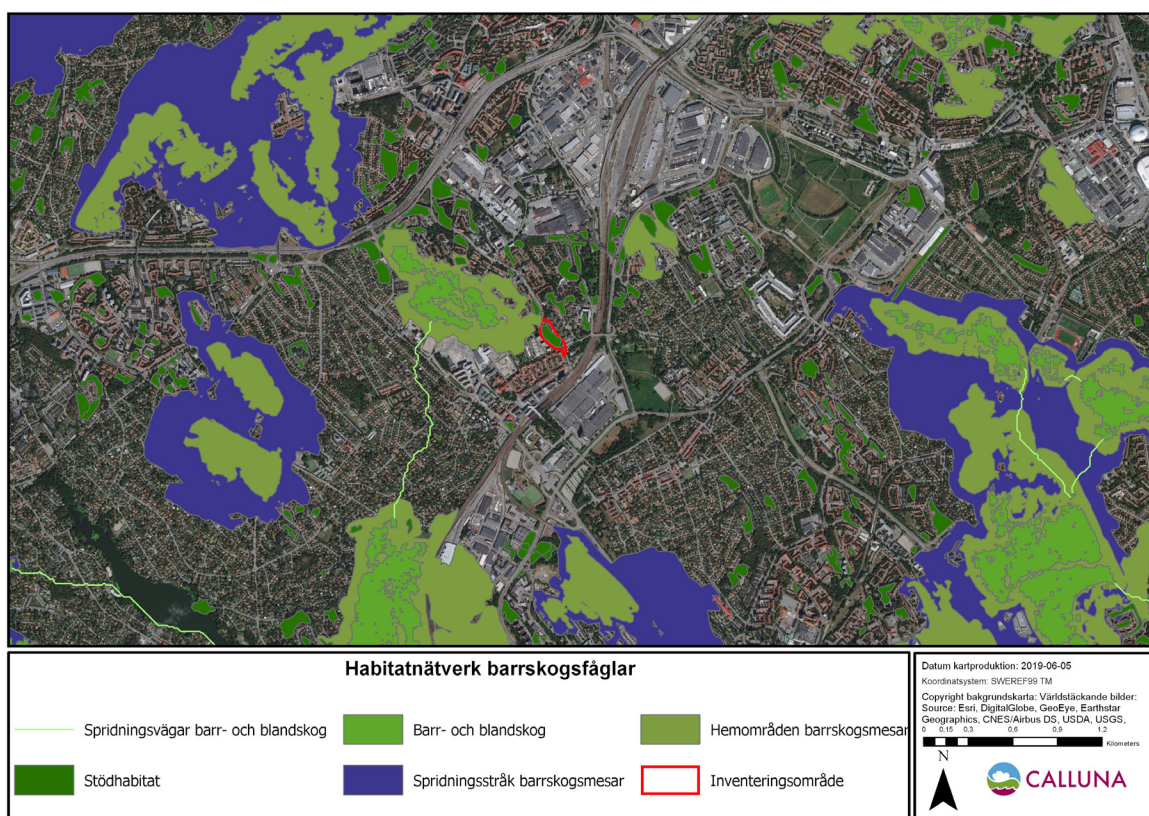 Habitatnätverk barrskogsfåglar
Spridningsvägar barr- och blandskog
Barr- och blandskog
Hemområden barrskogsmesar
Stödhabitat
Spridningsstråk barrskogsmesar
Inventeringsområde
Datum kartproduktion: 2019-06-05
Koordinatsystem: SWEREF99 TM
Copyright bakgrundskarta: Världstäckande bilder:
Source: Esri, DigitalGlobe, GeoEye, Earthstar
Geographics, CNES/Airbus DS, USDA, USGS,
0 0,15 0,3 0,6 0,9 1,2
Kilometers
N
CALLUNA